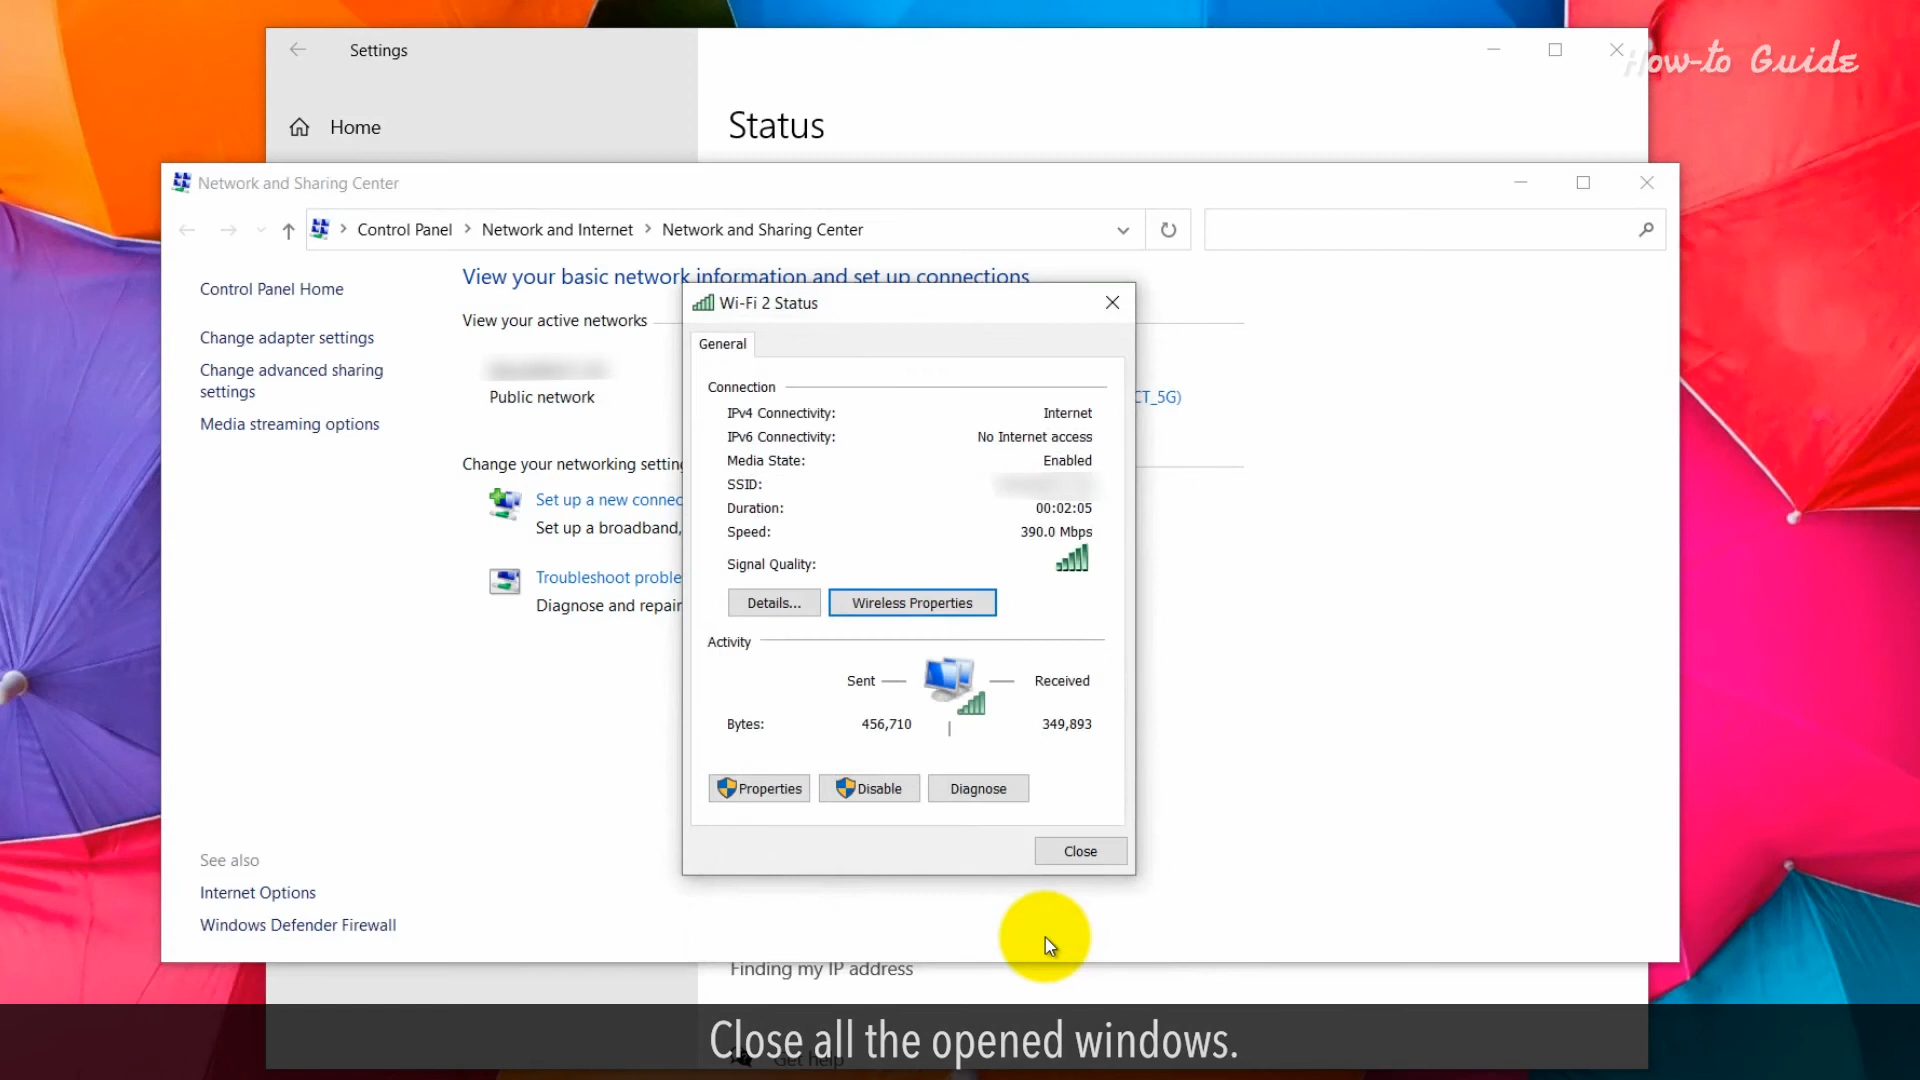 Settings
How-to Guide
Home
Status
Network and Sharing Center
Control Panel > Network and Internet > Network and Sharing Center
Control Panel Home
Change adapter settings
Change advanced sharing
settings
Media streaming options
View your basic network information and set up connections
View your active networks
Public network
CT_5G)
Change your networking settin
Set up a new connec
Set up a broadband,
Troubleshoot proble
Diagnose and repair
Wi-Fi 2 Status
General
Connection
IPv4 Connectivity: Internet
IPv6 Connectivity: No Internet access
Media State: Enabled
SSID:
Duration: 00:02:05
Speed: 390.0 Mbps
Signal Quality:
Details... Wireless Properties
Activity
Sent Received
Bytes: 456,710 349,893
Properties Disable Diagnose
Close
See also
Internet Options
Windows Defender Firewall
Finding my IP address
Get help
Close all the opened windows.